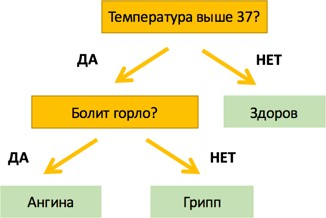 Температура выше 37?
ДА
НЕТ
Болит горло?
Здоров
ДА
НЕТ
Ангина
Грипп